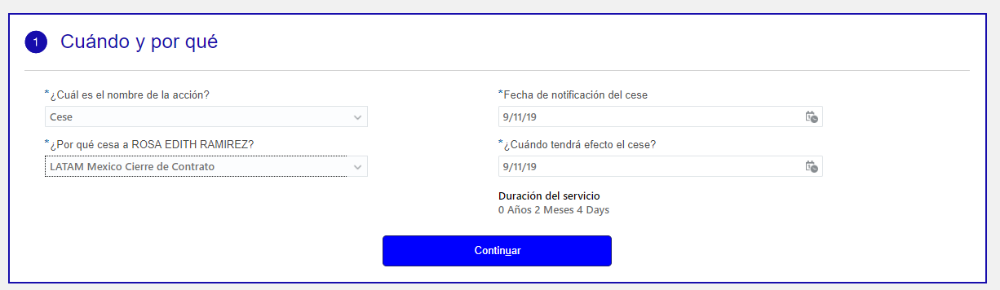 1 Cuándo y por qué
*¿Cuál es el nombre de la acción?
Cese
*¿Por qué cesa a ROSA EDITH RAMIREZ?
LATAM Mexico Cierre de Contrato
*Fecha de notificación del cese
9/11/19
*¿Cuándo tendrá efecto el cese?
9/11/19
Duración del servicio
0 Años 2 Meses 4 Days
Continuar